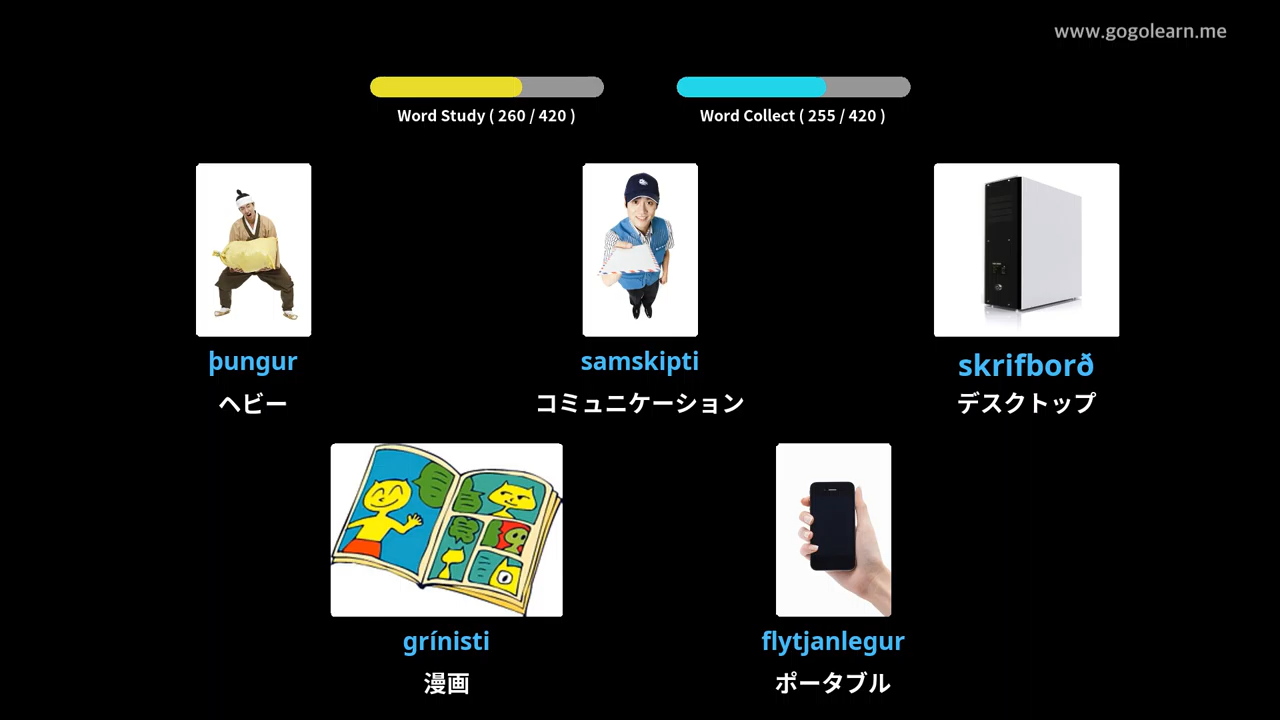 www.gogolearn.me
Word Study ( 260 / 420 )
Word Collect ( 255 / 420 )
þungur
ヘビー
samskipti
コミュニケーション
skrifborð
デスクトップ
grínisti
漫画
flytjanlegur
ポータブル